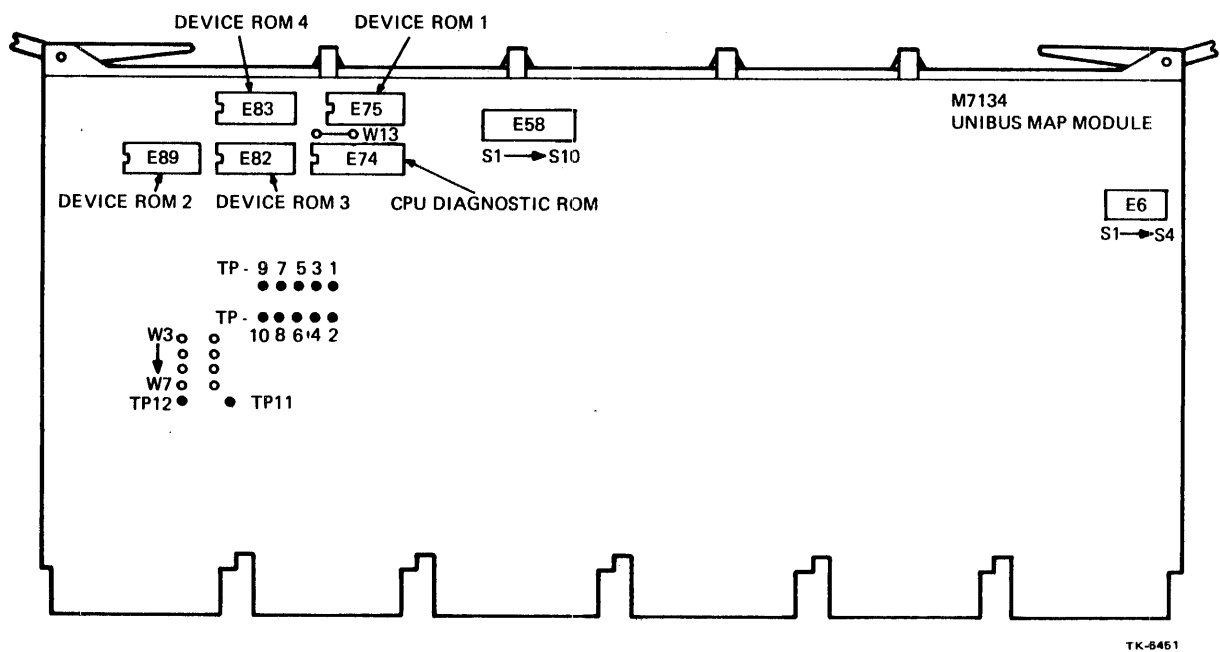 DEVICE ROM 4
DEVICE ROM 1
E83
E75
E58
W13
S1 S10
M7134
UNIBUS MAP MODULE
E89
E82
E74
DEVICE ROM 2
DEVICE ROM 3
CPU DIAGNOSTIC ROM
E6
S1 S4
TP - 9 7 5 3 1
TP -
10 8 6 4 2
W3
W7
TP12
TP11
TK-6451